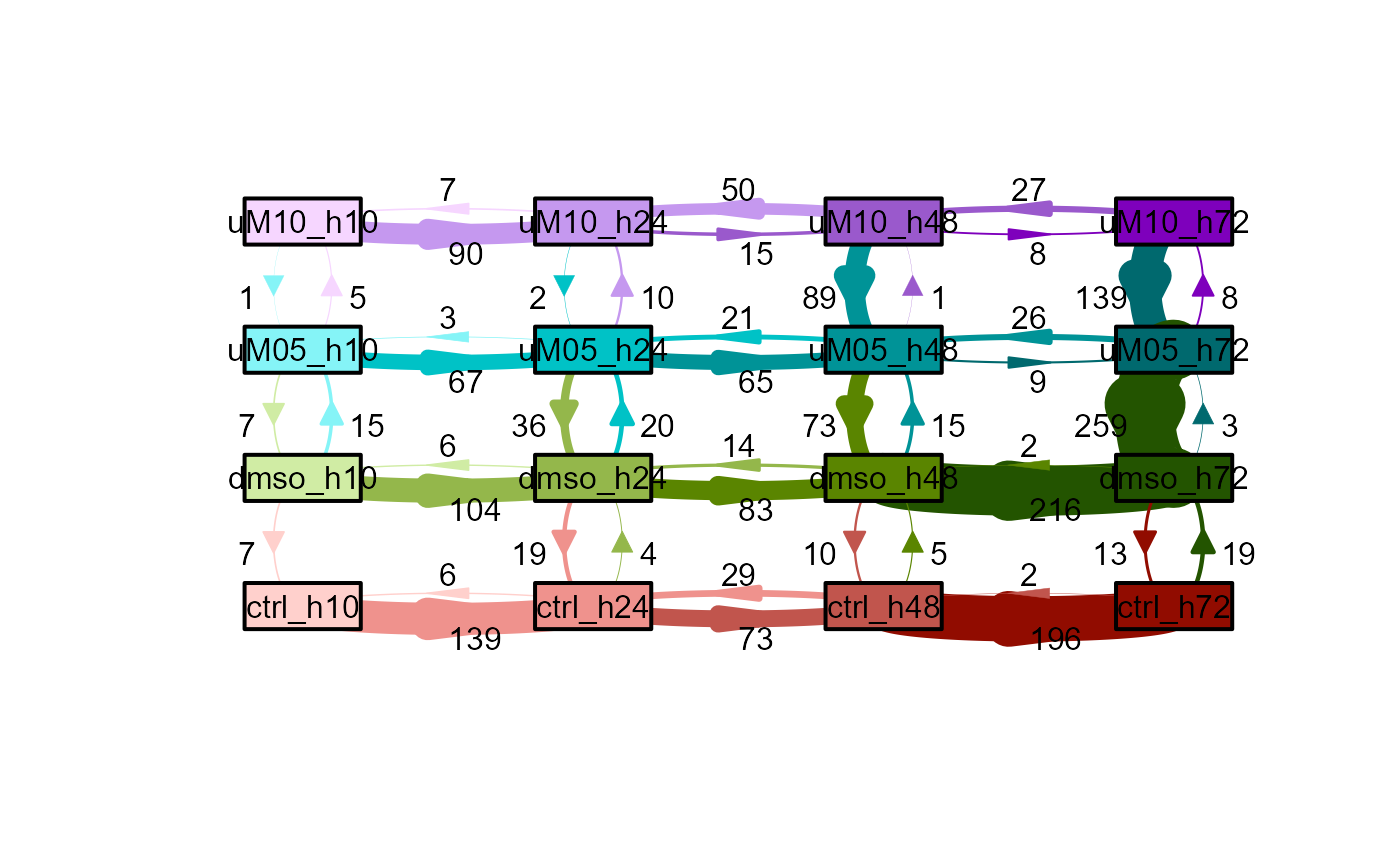 7 50 27
uM10_h10 uM10_h24 uM10_h48 uM10_h72
90 15 8
1 5 2 10 89 1 139 8
3 21 26
uM05_h10 uM05_h24 uM05_h48 uM05_h72
67 65 9
7 15 36 20 73 15 259 3
6 14 2
dmso_h10 dmso_h24 dmso_h48 dmso_h72
104 83 216
7 19 4 10 5 13 19
6 29 2
ctrl_h10 ctrl_h24 ctrl_h48 ctrl_h72
139 73 196